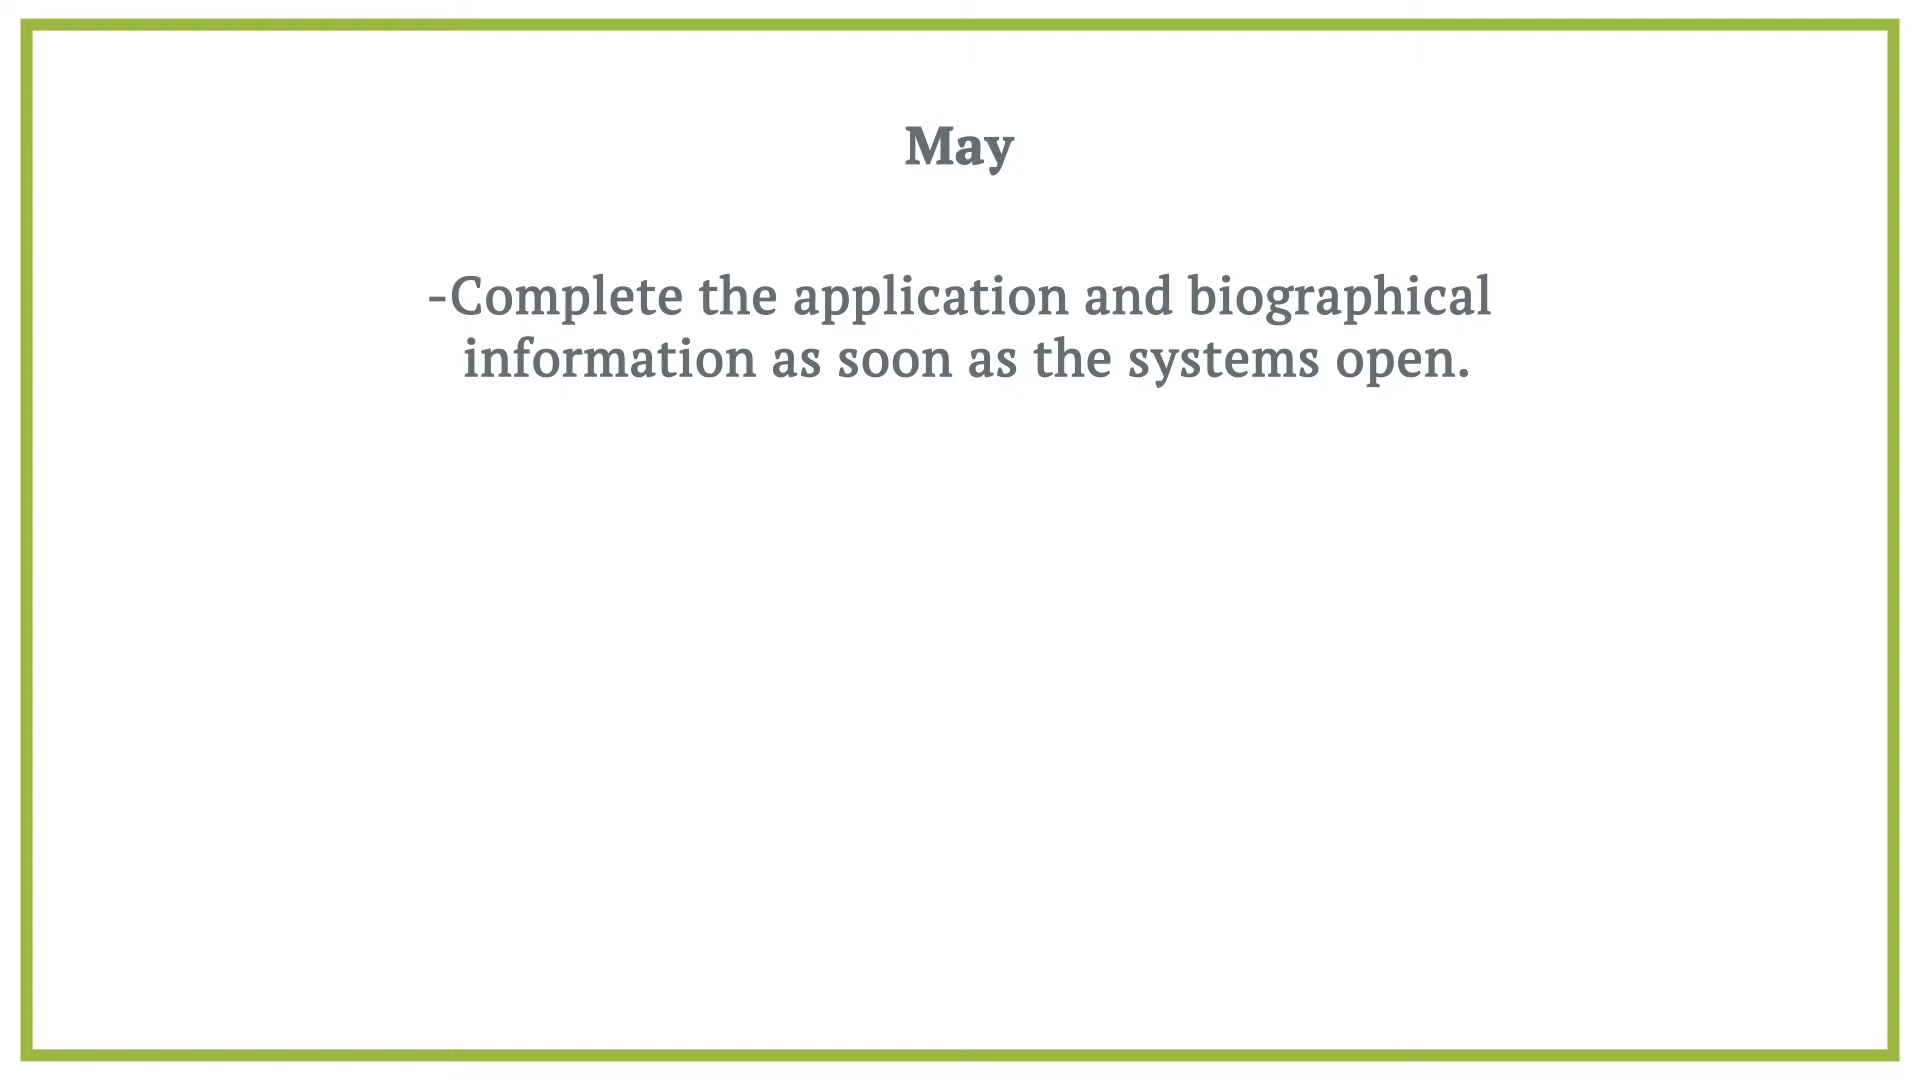 May
-Complete the application and biographical
information as soon as the systems open.